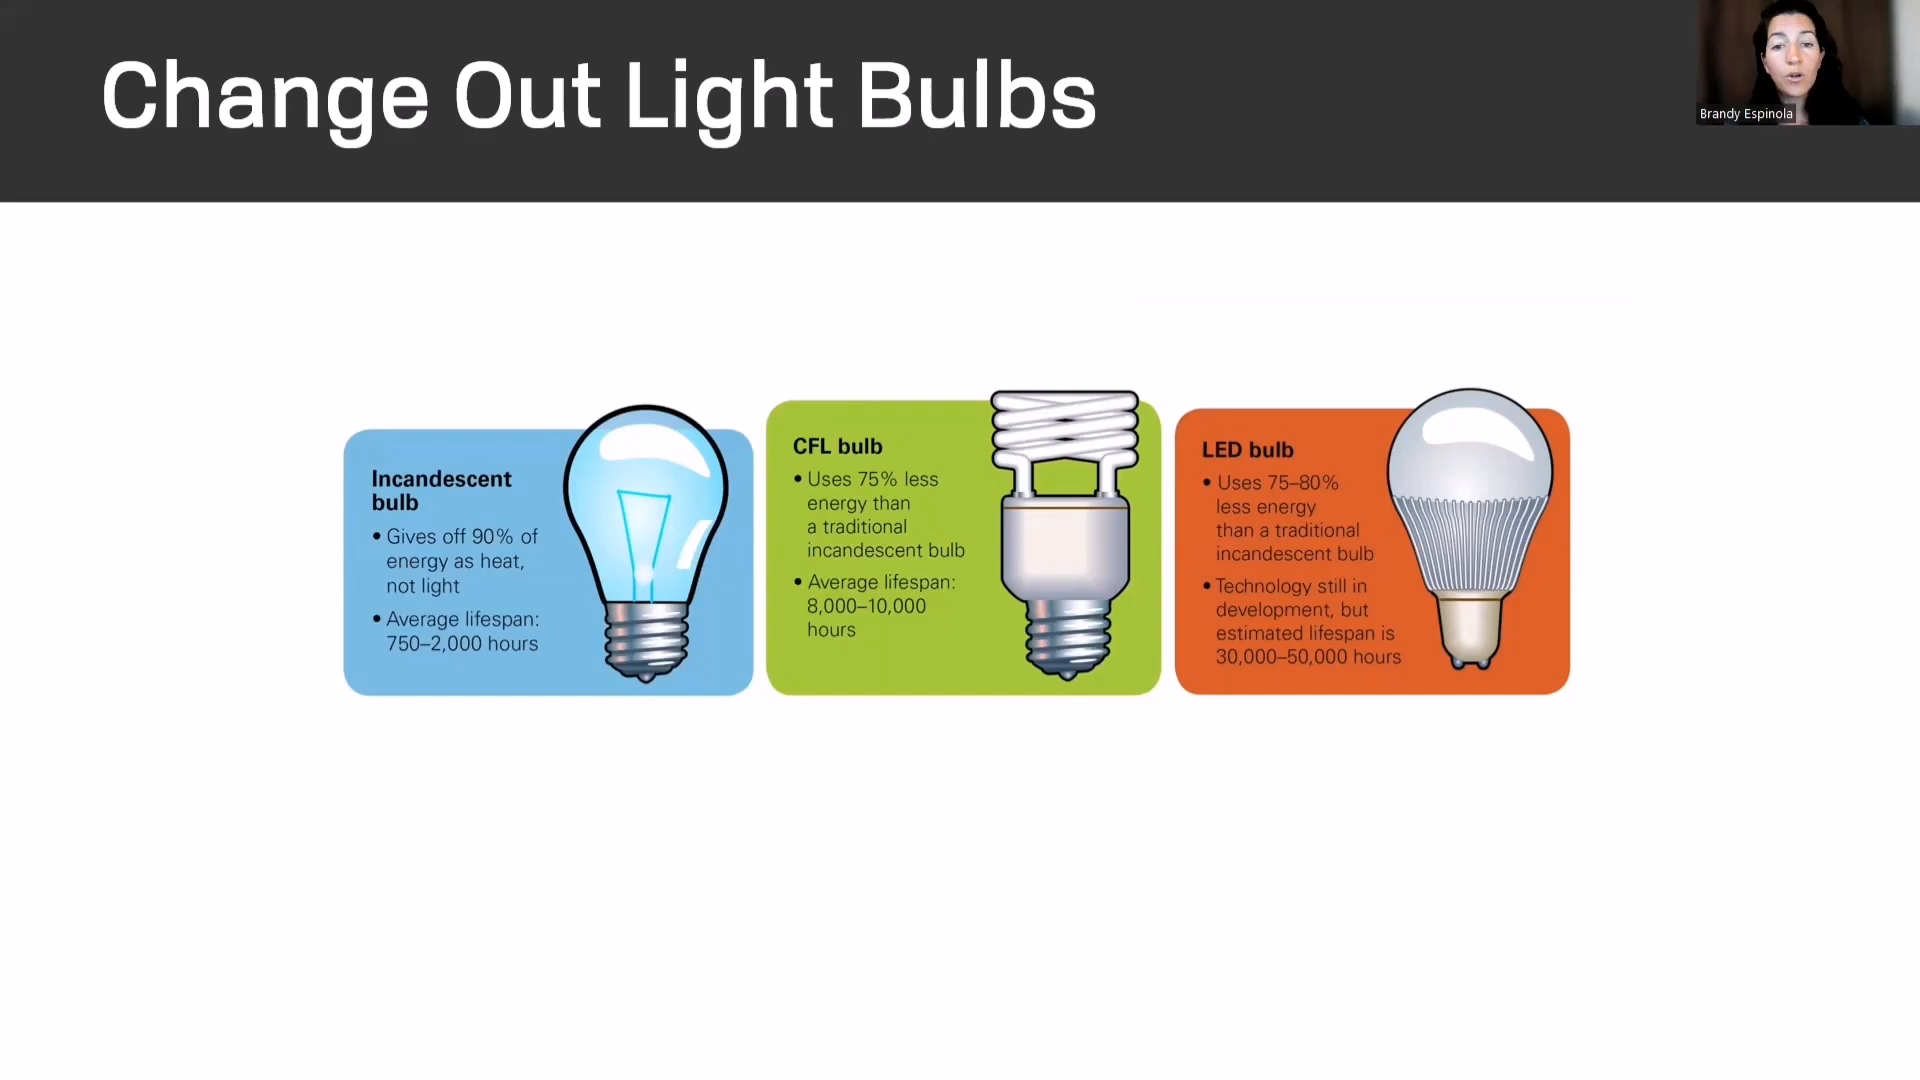 Change Out Light Bulbs
Brandy Espinola
Incandescent
bulb
• Gives off 90% of
energy as heat,
not light
• Average lifespan:
750–2,000 hours
CFL bulb
• Uses 75% less
energy than
a traditional
incandescent bulb
• Average lifespan:
8,000–10,000
hours
LED bulb
• Uses 75–80%
less energy
than a traditional
incandescent bulb
• Technology still in
development, but
estimated lifespan is
30,000–50,000 hours